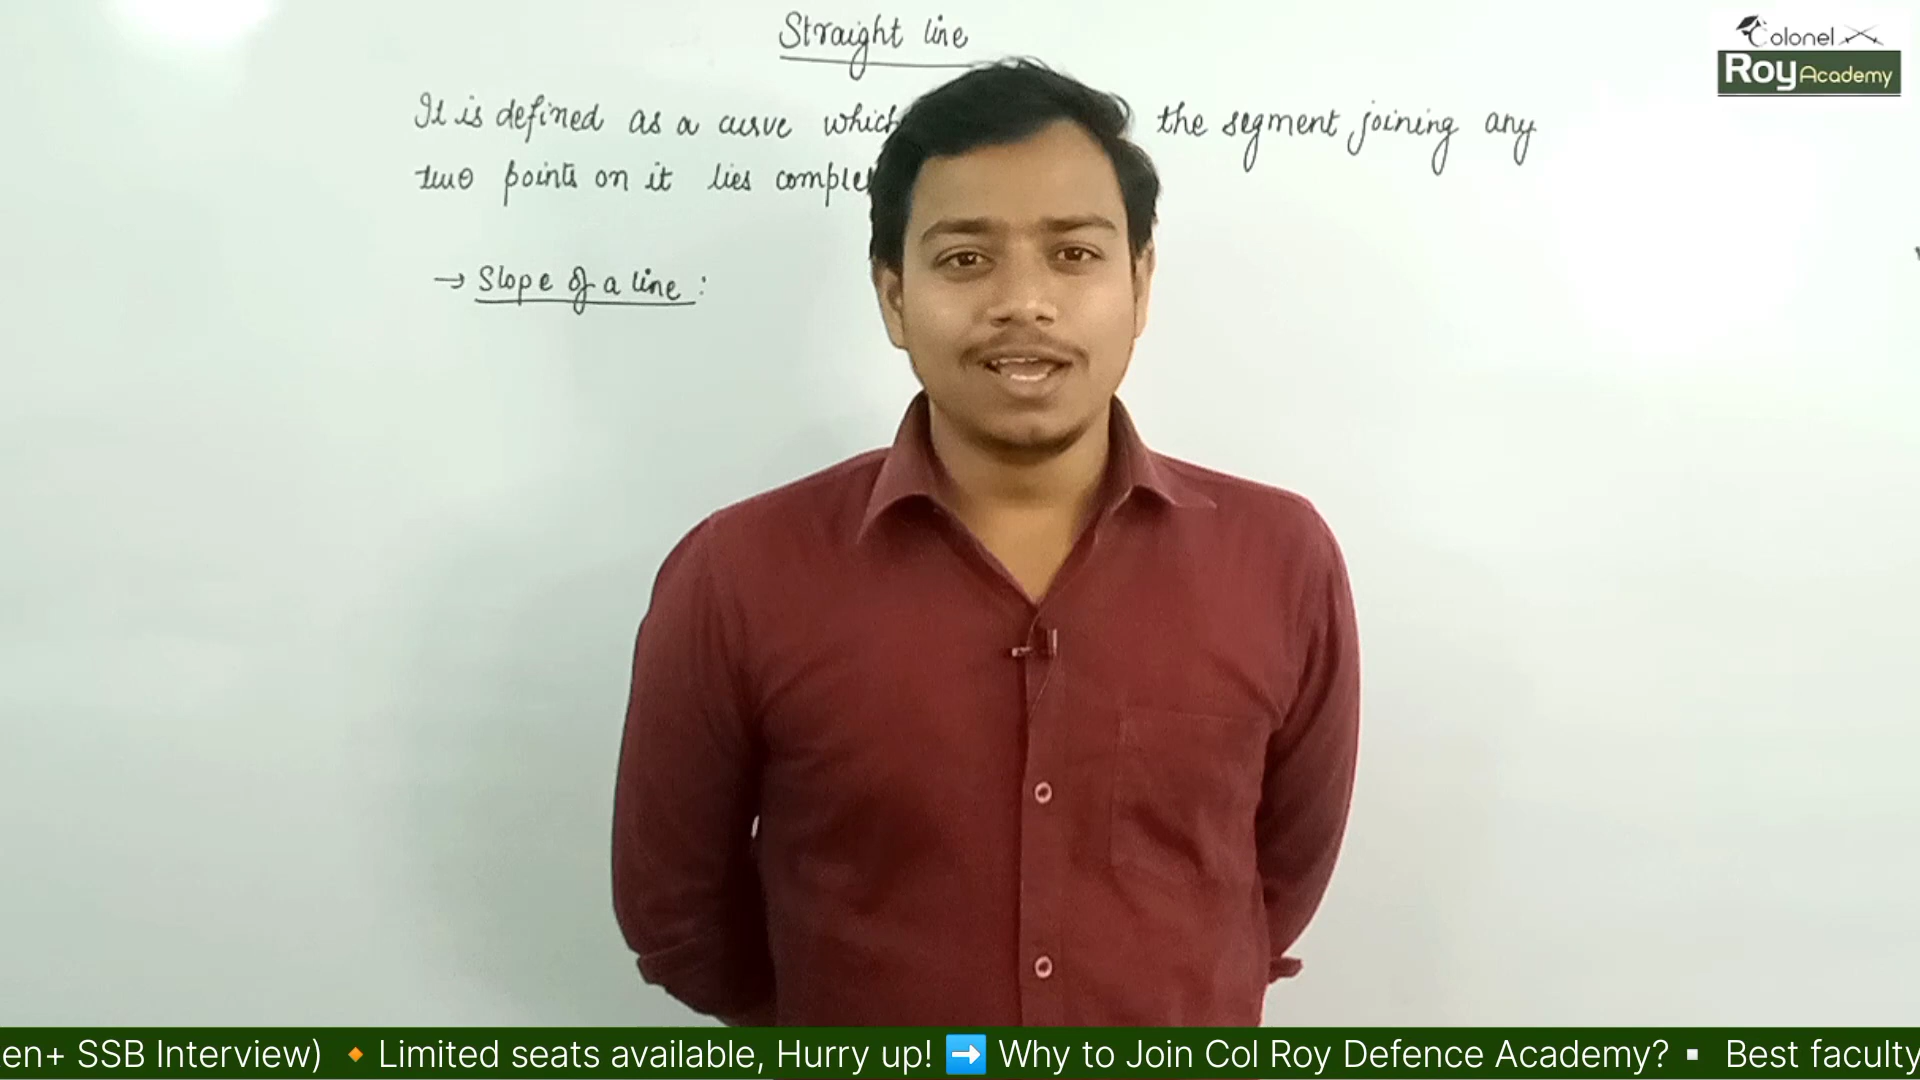 Straight line
Colonel
Roy Academy
It is defined as a curve which the segment joining any
two points on it lies
→ Slope of a line :
en+ SSB Interview) 🔸Limited seats available, Hurry up! ➡️ Why to Join Col Roy Defence Academy? ▪ Best faculty